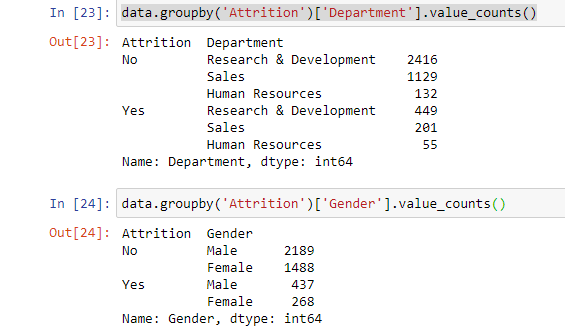 In [23]: data.groupby('Attrition')['Department'].value_counts()
Out[23]: Attrition  Department
No         Research & Development    2416
Sales                     1129
Human Resources            132
Yes        Research & Development     449
Sales                      201
Human Resources             55
Name: Department, dtype: int64
In [24]: data.groupby('Attrition')['Gender'].value_counts()
Out[24]: Attrition  Gender
No         Male      2189
Female    1488
Yes        Male       437
Female     268
Name: Gender, dtype: int64